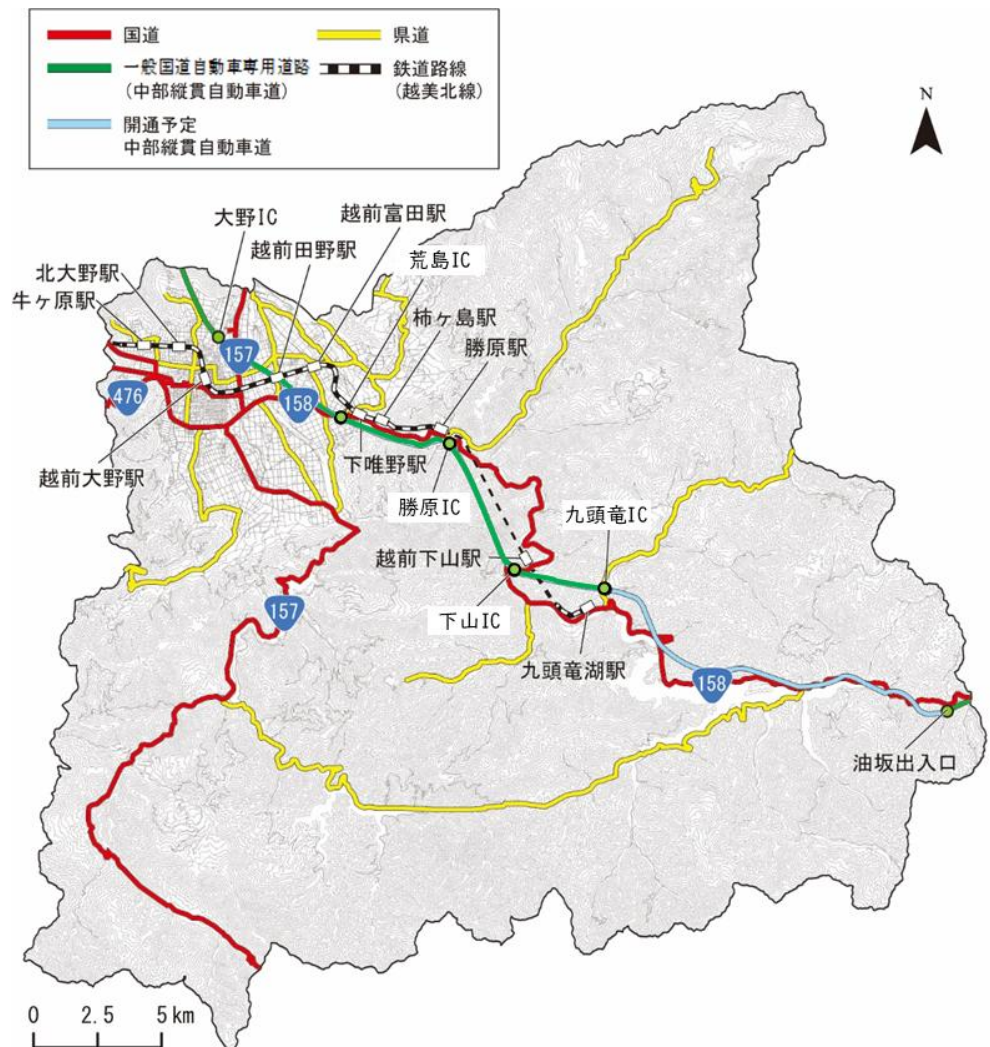 国道
県道
一般国道自動車専用道路
(中部縦貫自動車道)
鉄道路線
(越美北線)
開通予定
中部縦貫自動車道
N
大野IC
越前富田駅
越前田野駅
荒島IC
北大野駅
牛ヶ原駅
柿ヶ島駅
勝原駅
157
476
158
越前大野駅
下唯野駅
勝原IC
九頭竜IC
越前下山駅
下山IC
157
九頭竜湖駅
158
油坂出入口
0 2.5 5km